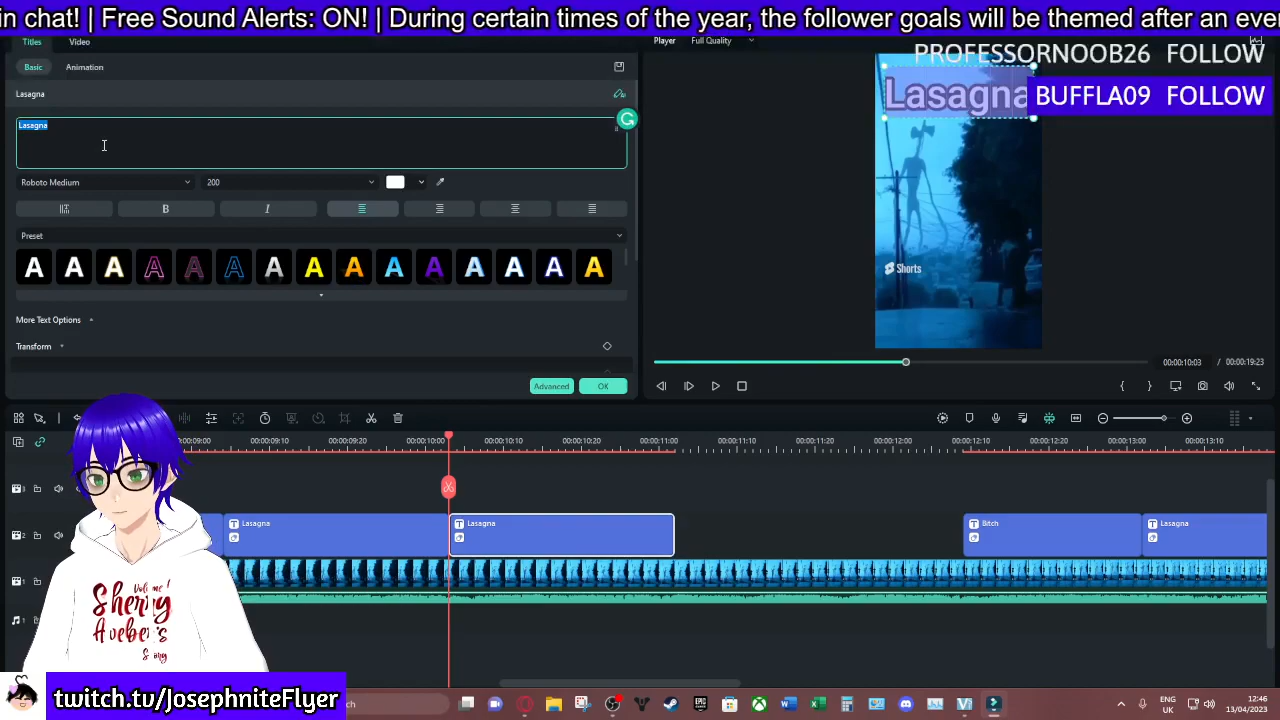 in chat! | Free Sound Alerts: ON! | During certain times of the year, the follower goals will be themed after an eve
Titles
Video
Player
Full Quality
PROFESSORNOOB26 FOLLOW
Basic
Animation
Lasagna
Lasagna
BUFFLA09 FOLLOW
Lasagna
Roboto Medium
200
B
I
Preset
A A A A A A A A A A A A A A A
Shorts
More Text Options
Transform
00:00:10:03 / 00:00:19:23
Advanced
OK
00:00:09:10
00:00:09:20
00:00:10:00
00:00:10:10
00:00:10:20
00:00:11:00
00:00:11:10
00:00:11:20
00:00:12:00
00:00:12:10
00:00:12:20
00:00:13:00
00:00:13:10
Lasagna
Lasagna
Bitch
Lasagna
twitch.tv/JosephniteFlyer
ENG
UK
12:46
13/04/2023